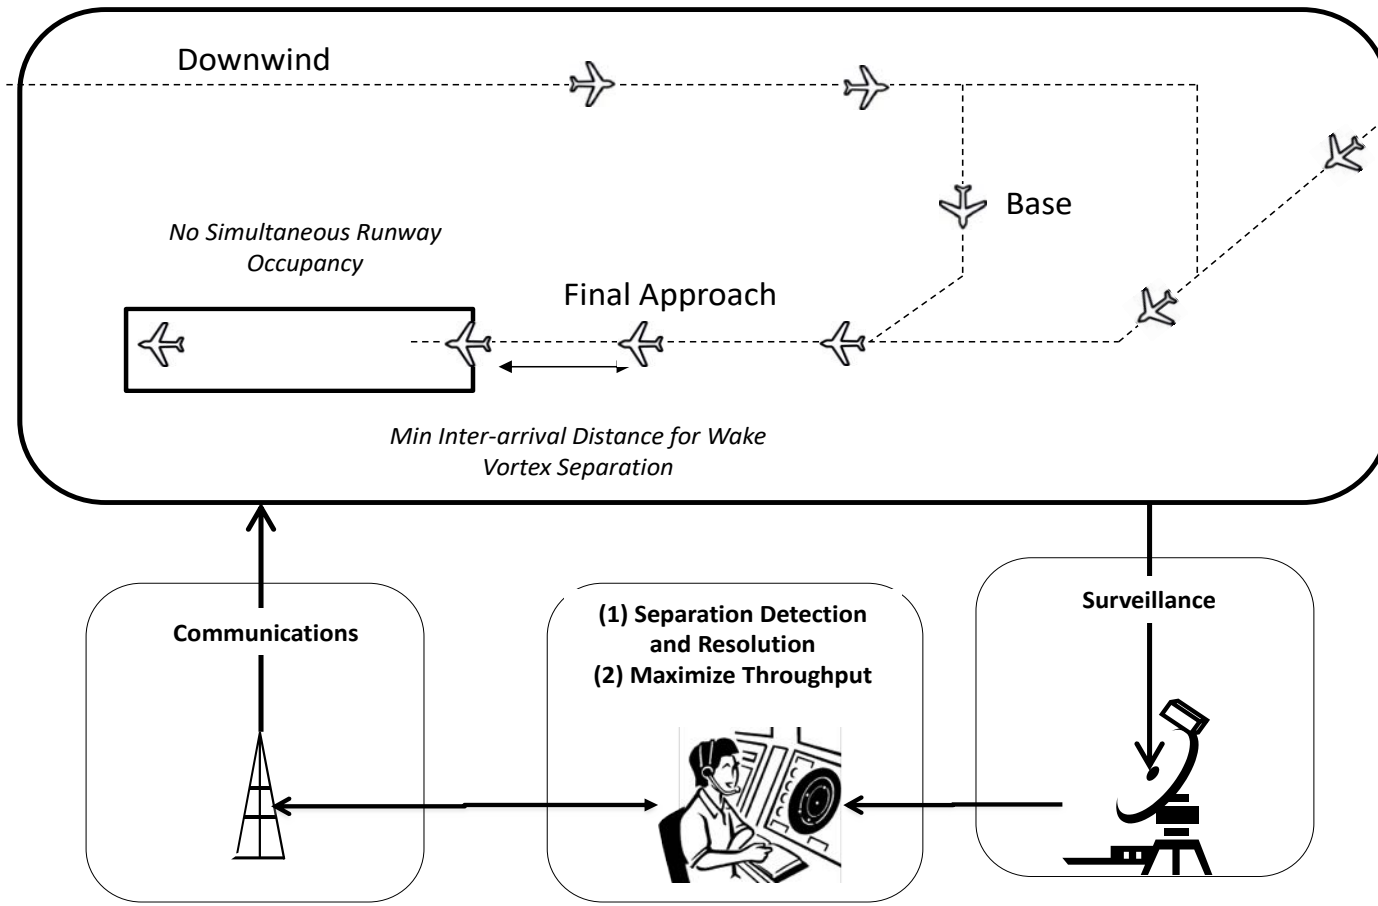 Downwind
Base
No Simultaneous Runway
Occupancy
Final Approach
Min Inter-arrival Distance for Wake
Vortex Separation
Communications
(1) Separation Detection
and Resolution
(2) Maximize Throughput
Surveillance